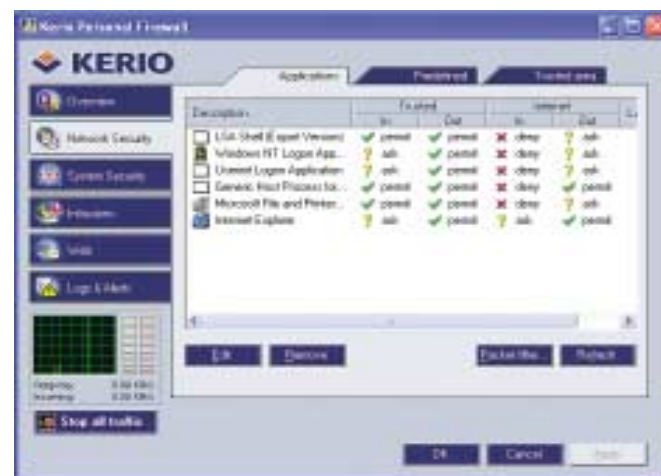 Kerio Personal Firewall
KERIO
Applications Predefined Trusted area
Overview
Network Security
System Security
Intrusions
Web
Logs & Alerts
Description Trusted Internet
In Out In Out
LSA Shell (Export Version) permit permit deny ask
Windows NT Logon App... ask permit deny ask
Userinit Logon Application ask permit deny ask
Generic Host Process for... permit permit deny permit
Microsoft File and Printer... permit permit deny ask
Internet Explorer ask permit ask permit
Edit Remove Packet filter... Refresh
Outgoing:
Incoming:
Stop all traffic
OK Cancel Apply